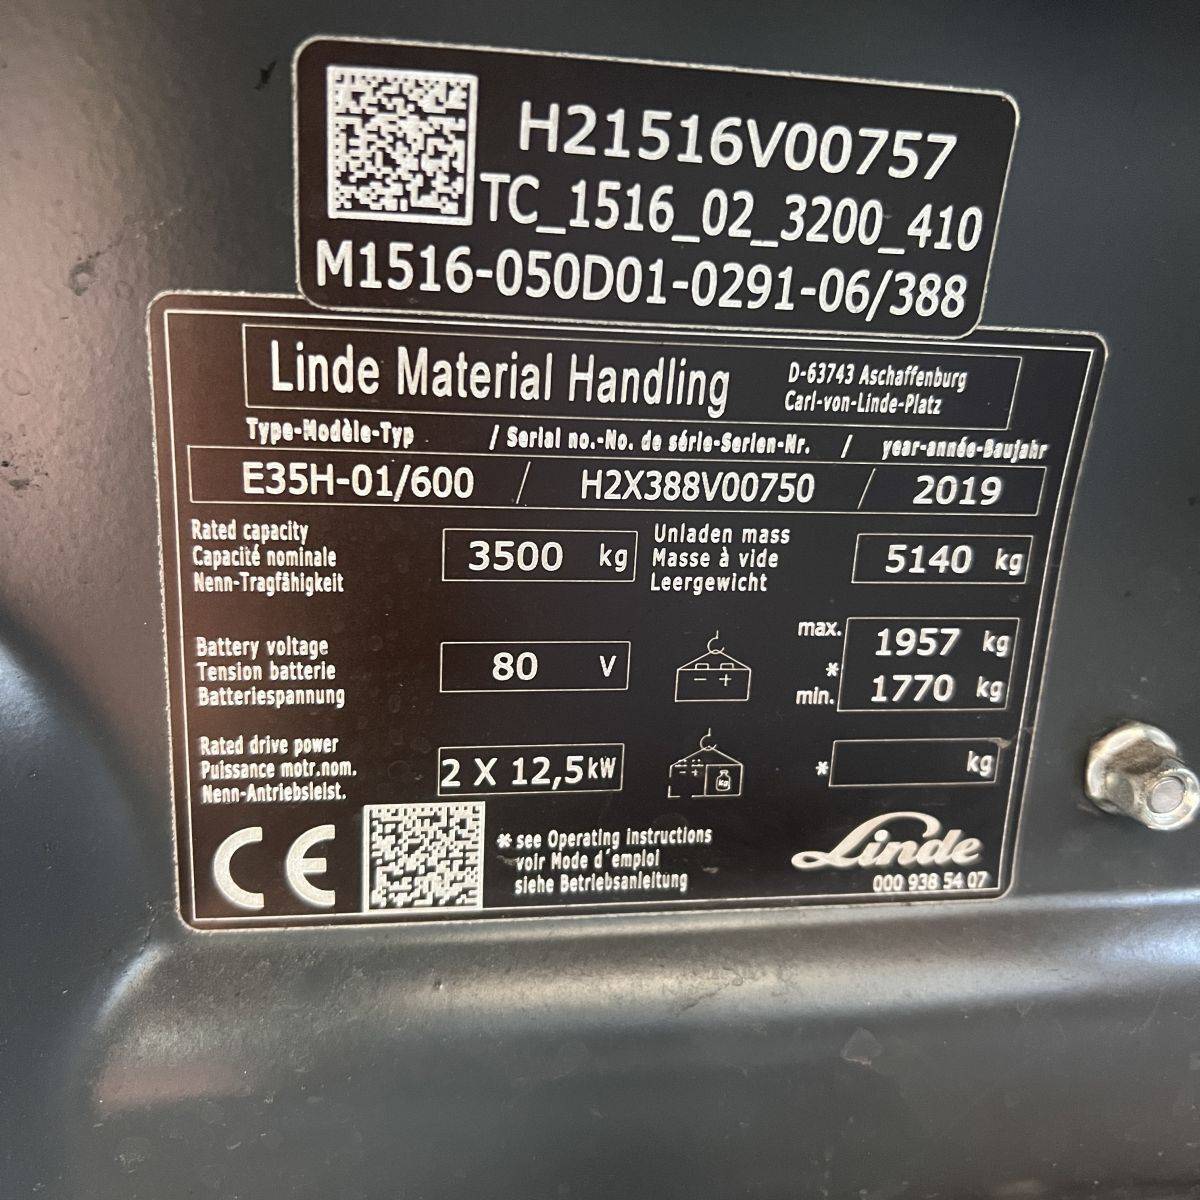 H21516V00757
TC_1516_02_3200_410
M1516-050D01-0291-06/388
Linde Material Handling
D-63743 Aschaffenburg
Carl-von-Linde-Platz
Type-Modèle-Typ / Serial no.-No. de série-Serien-Nr. / year-année-Baujahr
E35H-01/600 / H2X388V00750 / 2019
Rated capacity
Capacité nominale
Nenn-Tragfähigkeit
3500 kg
Unladen mass
Masse à vide
Leergewicht
5140 kg
Battery voltage
Tension batterie
Batteriespannung
80 V
- +
max. 1957 kg
*
min. 1770 kg
Rated drive power
Puissance motr.nom.
Nenn-Antriebsleist.
2 X 12,5 kW
- +
kg
* kg
CE
* see Operating instructions
voir Mode d´emploi
siehe Betriebsanleitung
Linde
000 938 54 07